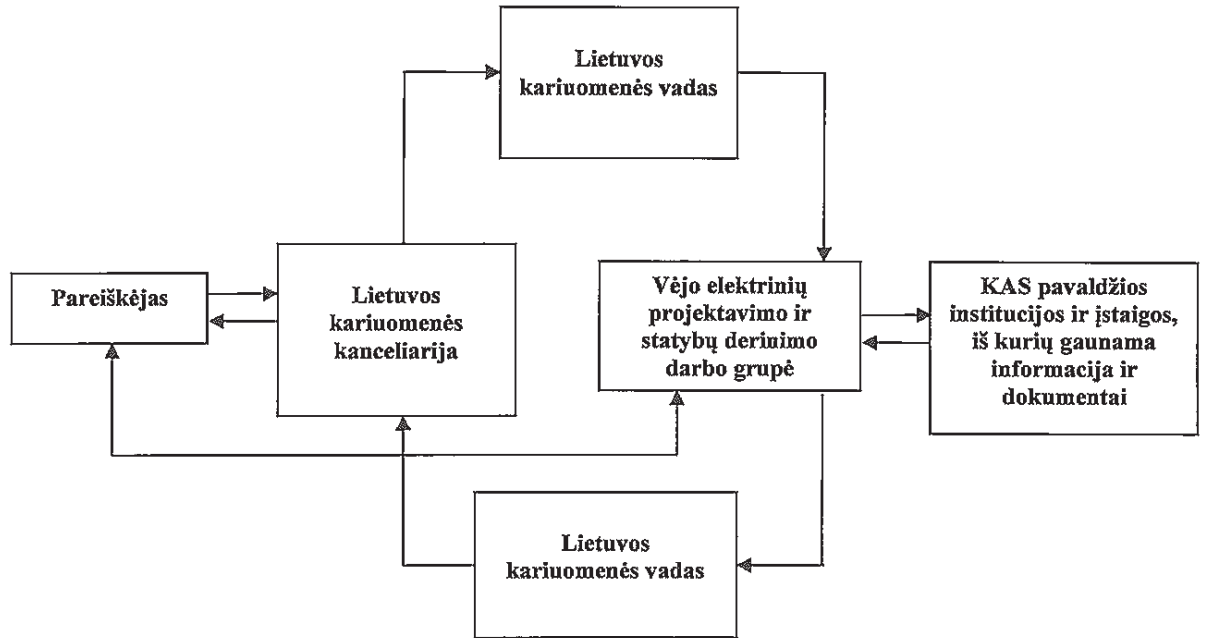 Lietuvos
kariuomenės vadas
Pareiškėjas
Lietuvos
kariuomenės
kanceliarija
Vėjo elektrinių
projektavimo ir
statybų derinimo
darbo grupė
KAS pavaldžios
institucijos ir įstaigos,
iš kurių gaunama
informacija ir
dokumentai
Lietuvos
kariuomenės vadas